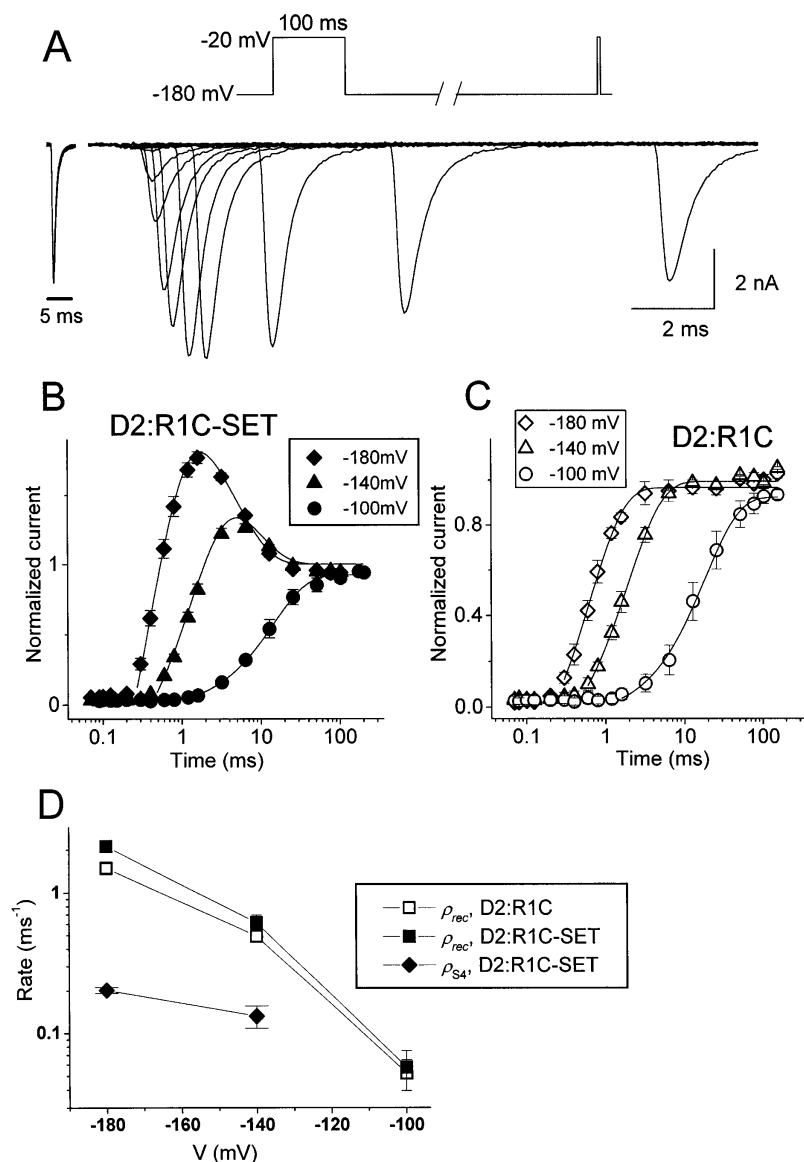 A
100 ms
-20 mV
-180 mV
5 ms
2 nA
2 ms
B
D2:R1C-SET
-180mV
-140mV
-100mV
Normalized current
1
0
0.1 1 10 100
Time (ms)
C
D2:R1C
-180 mV
-140 mV
-100 mV
Normalized current
0.8
0.4
0.0
0.1 1 10 100
Time (ms)
D
ρrec, D2:R1C
ρrec, D2:R1C-SET
ρS4, D2:R1C-SET
Rate (ms-1)
1
0.1
-180 -160 -140 -120 -100
V (mV)